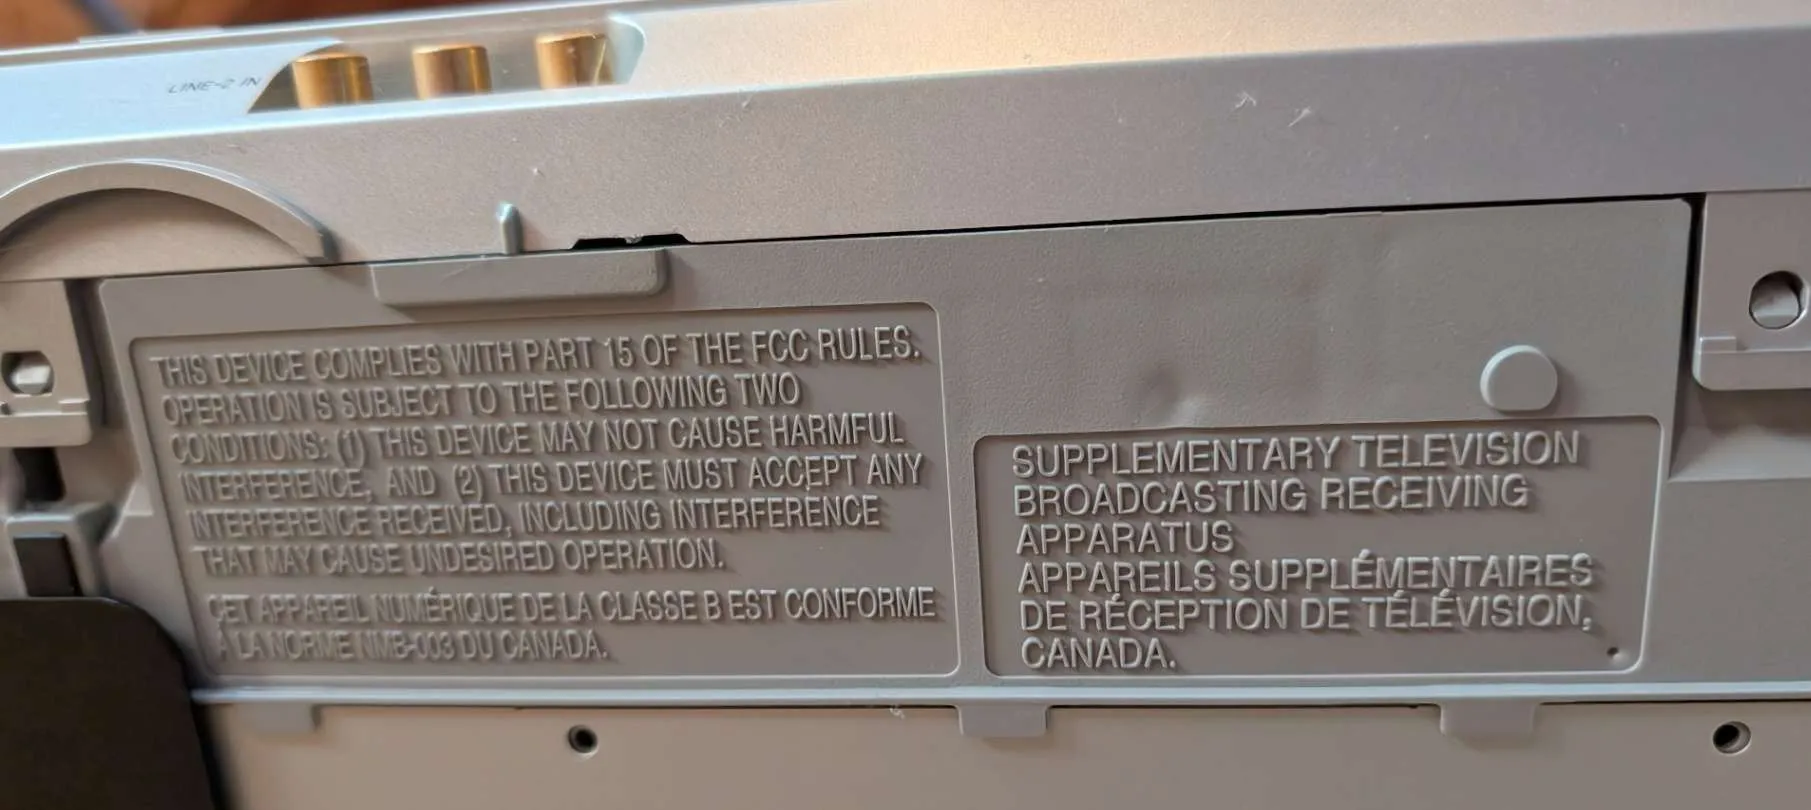 LINE-2 IN
THIS DEVICE COMPLIES WITH PART 15 OF THE FCC RULES.
OPERATION IS SUBJECT TO THE FOLLOWING TWO
CONDITIONS: (1) THIS DEVICE MAY NOT CAUSE HARMFUL
INTERFERENCE, AND (2) THIS DEVICE MUST ACCEPT ANY
INTERFERENCE RECEIVED, INCLUDING INTERFERENCE
THAT MAY CAUSE UNDESIRED OPERATION.
CET APPAREIL NUMÉRIQUE DE LA CLASSE B EST CONFORME
À LA NORME NMB-003 DU CANADA.
SUPPLEMENTARY TELEVISION
BROADCASTING RECEIVING
APPARATUS
APPAREILS SUPPLÉMENTAIRES
DE RÉCEPTION DE TÉLÉVISION,
CANADA.